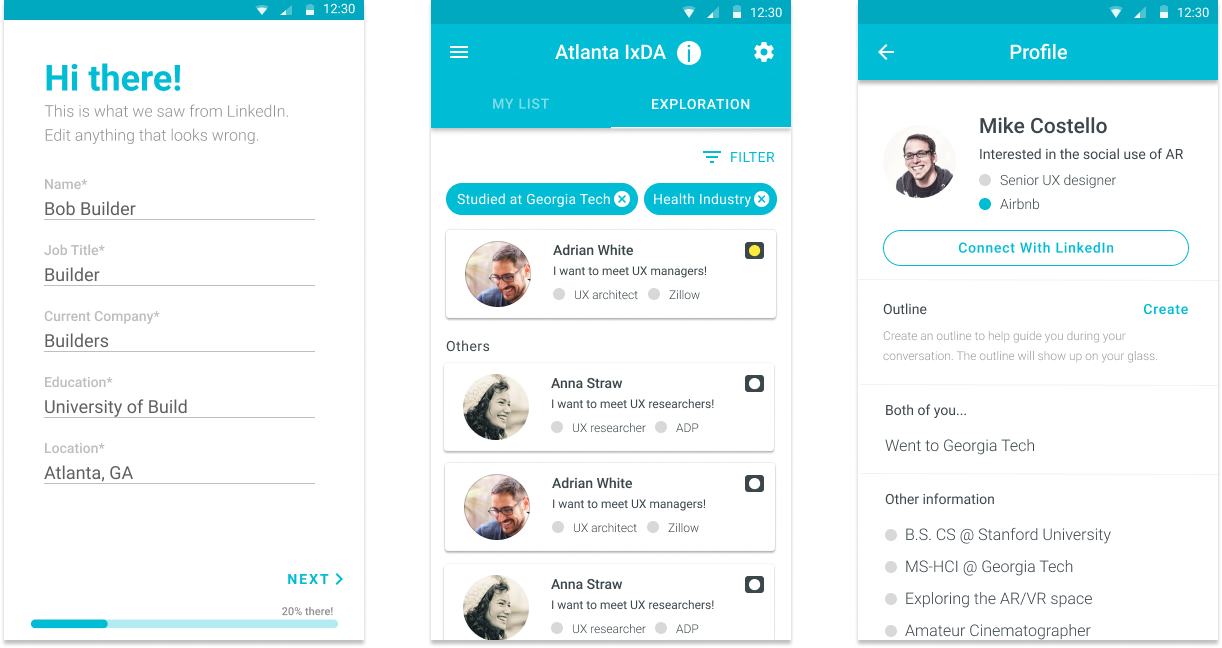 12:30
Hi there!
This is what we saw from LinkedIn.
Edit anything that looks wrong.
Name*
Bob Builder
Job Title*
Builder
Current Company*
Builders
Education*
University of Build
Location*
Atlanta, GA
NEXT
20% there!
12:30
Atlanta IxDA i
MY LIST EXPLORATION
FILTER
Studied at Georgia Tech Health Industry
Adrian White
I want to meet UX managers!
UX architect Zillow
Others
Anna Straw
I want to meet UX researchers!
UX researcher ADP
Adrian White
I want to meet UX managers!
UX architect Zillow
Anna Straw
I want to meet UX researchers!
UX researcher ADP
12:30
Profile
Mike Costello
Interested in the social use of AR
Senior UX designer
Airbnb
Connect With LinkedIn
Outline Create
Create an outline to help guide you during your
conversation. The outline will show up on your glass.
Both of you...
Went to Georgia Tech
Other information
B.S. CS @ Stanford University
MS-HCI @ Georgia Tech
Exploring the AR/VR space
Amateur Cinematographer